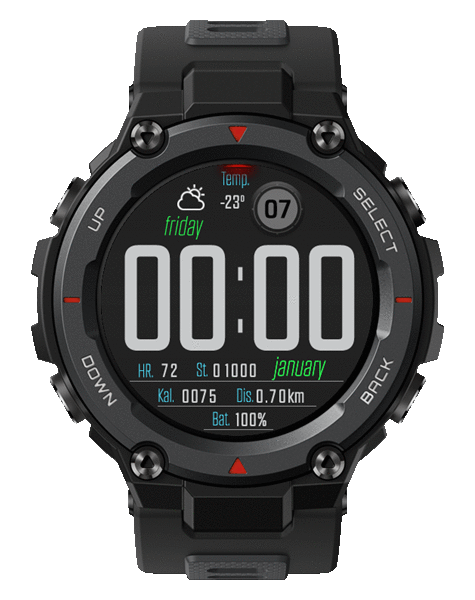 UP
SELECT
Temp.
-23°
07
friday
00:00
HR. 72 St. 01000 january
Kal. 0075 Dis. 0.70km
Bat. 100%
DOWN
BACK